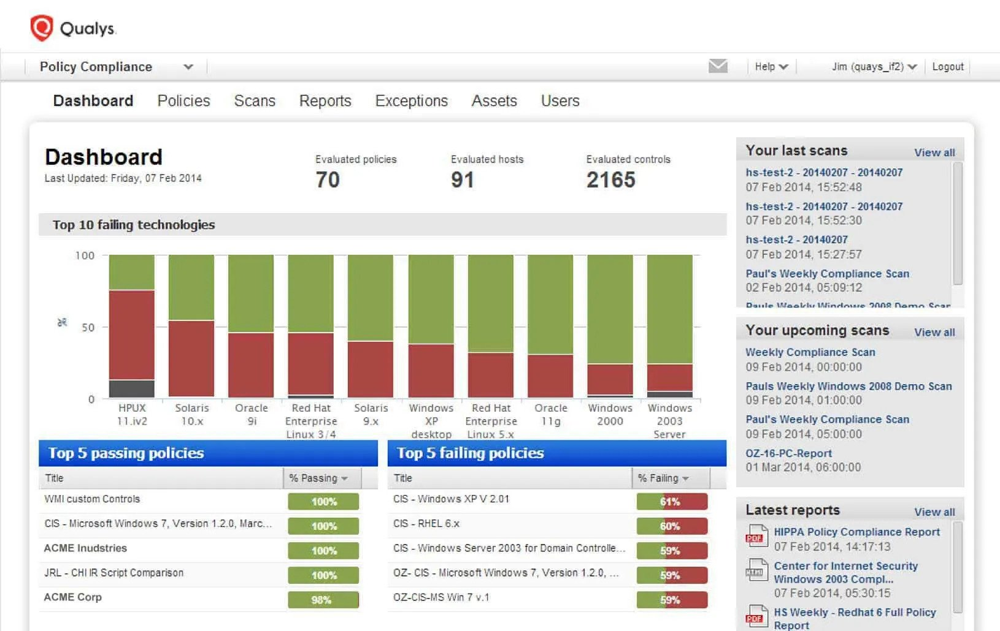 Qualys.
Policy Compliance
Help
Jim (quays_if2)
Logout
Dashboard Policies Scans Reports Exceptions Assets Users
Dashboard
Last Updated: Friday, 07 Feb 2014
Evaluated policies
70
Evaluated hosts
91
Evaluated controls
2165
Top 10 failing technologies
100
50
0
%
HPUX
11.iv2
Solaris
10.x
Oracle
9i
Red Hat
Enterprise
Linux 3/4
Solaris
9.x
Windows
XP
desktop
Red Hat
Enterprise
Linux 5.x
Oracle
11g
Windows
2000
Windows
2003
Server
Top 5 passing policies
Title % Passing
WMI custom Controls 100%
CIS - Microsoft Windows 7, Version 1.2.0, Marc... 100%
ACME Inudstries 100%
JRL - CHI IR Script Comparison 100%
ACME Corp 98%
Top 5 failing policies
Title % Failing
CIS - Windows XP V 2.01 61%
CIS - RHEL 6.x 60%
CIS - Windows Server 2003 for Domain Controlle... 59%
OZ- CIS - Microsoft Windows 7, Version 1.2.0, ... 59%
OZ-CIS-MS Win 7 v.1 59%
Your last scans View all
hs-test-2 - 20140207 - 20140207
07 Feb 2014, 15:52:48
hs-test-2 - 20140207 - 20140207
07 Feb 2014, 15:52:30
hs-test-2 - 20140207
07 Feb 2014, 15:27:57
Paul's Weekly Compliance Scan
02 Feb 2014, 05:09:12
Pauls Weekly Windows 2008 Demo Scan
Your upcoming scans View all
Weekly Compliance Scan
09 Feb 2014, 00:00:00
Pauls Weekly Windows 2008 Demo Scan
09 Feb 2014, 01:00:00
Paul's Weekly Compliance Scan
09 Feb 2014, 05:00:00
OZ-16-PC-Report
01 Mar 2014, 06:00:00
Latest reports View all
PDF
HIPPA Policy Compliance Report
07 Feb 2014, 14:17:13
HTML
Center for Internet Security
Windows 2003 Compl...
07 Feb 2014, 05:30:15
PDF
HS Weekly - Redhat 6 Full Policy
Report